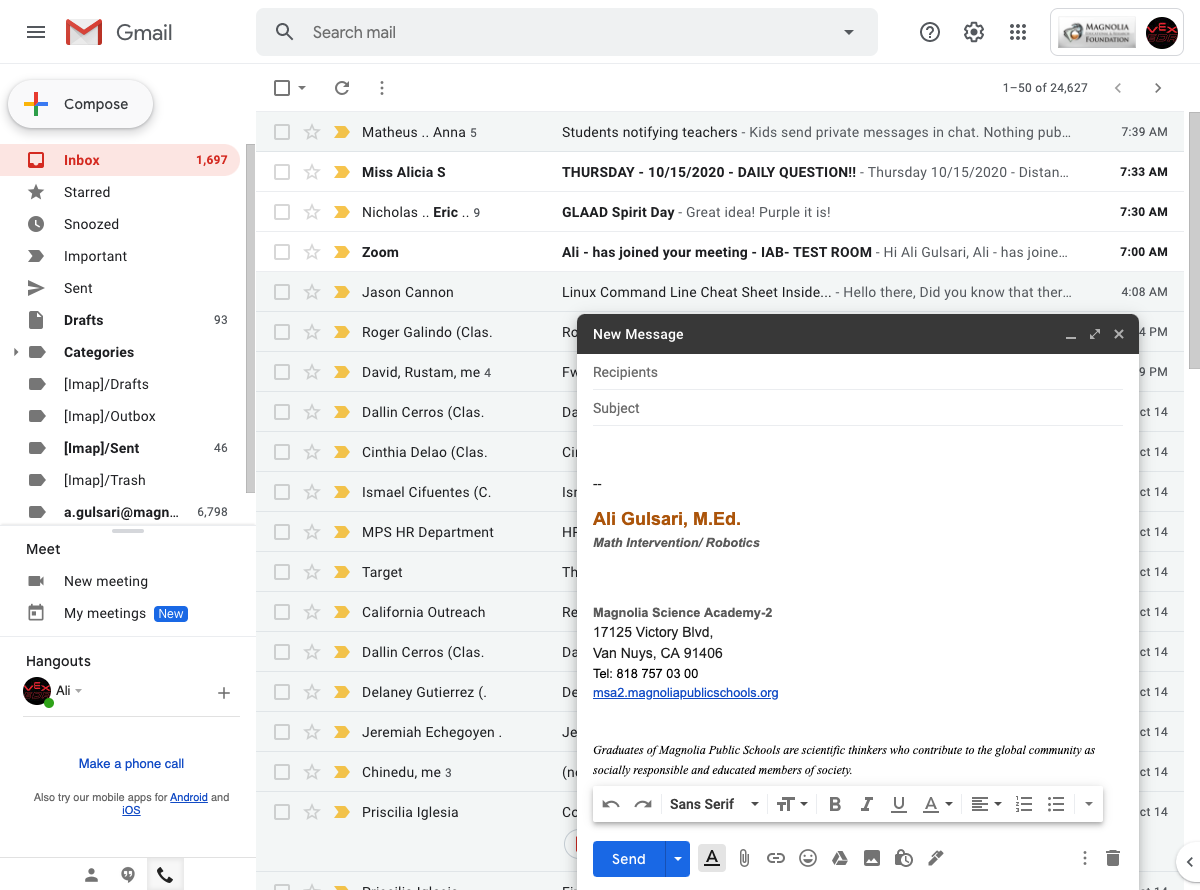 Gmail
Search mail
MAGNOLIA
FOUNDATION
Compose
1–50 of 24,627
Inbox 1,697
Starred
Snoozed
Important
Sent
Drafts 93
Categories
[Imap]/Drafts
[Imap]/Outbox
[Imap]/Sent 46
[Imap]/Trash
a.gulsari@magn... 6,798
Meet
New meeting
My meetings New
Hangouts
Ali
Make a phone call
Also try our mobile apps for Android and
iOS
Matheus .. Anna 5 Students notifying teachers - Kids send private messages in chat. Nothing pub... 7:39 AM
Miss Alicia S THURSDAY - 10/15/2020 - DAILY QUESTION!! - Thursday 10/15/2020 - Distan... 7:33 AM
Nicholas .. Eric .. 9 GLAAD Spirit Day - Great idea! Purple it is! 7:30 AM
Zoom Ali - has joined your meeting - IAB- TEST ROOM - Hi Ali Gulsari, Ali - has joine... 7:00 AM
Jason Cannon Linux Command Line Cheat Sheet Inside... - Hello there, Did you know that ther... 4:08 AM
Roger Galindo (Clas. Ro 4 PM
David, Rustam, me 4 Fw 9 PM
Dallin Cerros (Clas. Da ct 14
Cinthia Delao (Clas. Ci ct 14
Ismael Cifuentes (C. Isr ct 14
MPS HR Department HF ct 14
Target Th ct 14
California Outreach Re ct 14
Dallin Cerros (Clas. Da ct 14
Delaney Gutierrez (. De ct 14
Jeremiah Echegoyen . Je ct 14
Chinedu, me 3 (no ct 14
Priscilia Iglesia Co ct 14
New Message
Recipients
Subject
--
Ali Gulsari, M.Ed.
Math Intervention/ Robotics
Magnolia Science Academy-2
17125 Victory Blvd,
Van Nuys, CA 91406
Tel: 818 757 03 00
msa2.magnoliapublicschools.org
Graduates of Magnolia Public Schools are scientific thinkers who contribute to the global community as
socially responsible and educated members of society.
Sans Serif
Send